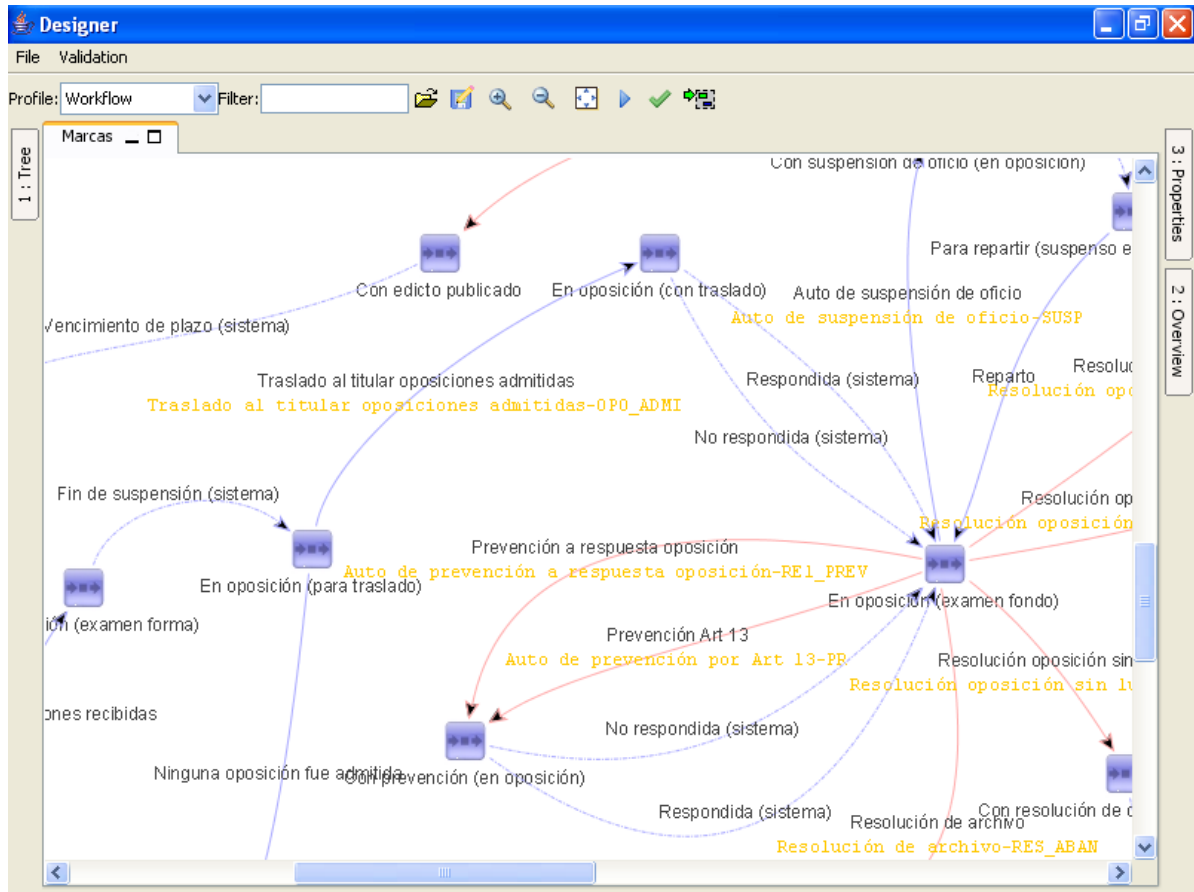 Designer
File Validation
Profile: Workflow Filter:
Marcas
1 : Tree
3 : Properties
2 : Overview
Con suspensión de oficio (en oposición)
Para repartir (suspenso e
Con edicto publicado
En oposición (con traslado)
Auto de suspensión de oficio
Auto de suspensión de oficio-SUSP
Vencimiento de plazo (sistema)
Traslado al titular oposiciones admitidas
Traslado al titular oposiciones admitidas-OPO_ADMI
Respondida (sistema)
Reparto
Resoluc
Resolución opo
No respondida (sistema)
Fin de suspensión (sistema)
Resolución op
Resolución oposición
Prevención a respuesta oposición
Auto de prevención a respuesta oposición-RE1_PREV
En oposición (para traslado)
En oposición (examen fondo)
ión (examen forma)
Prevención Art 13
Auto de prevención por Art 13-PR
Resolución oposición sin
Resolución oposición sin lu
ones recibidas
No respondida (sistema)
Ninguna oposición fue admitida
Con prevención (en oposición)
Respondida (sistema)
Con resolución de
Resolución de archivo
Resolución de archivo-RES_ABAN